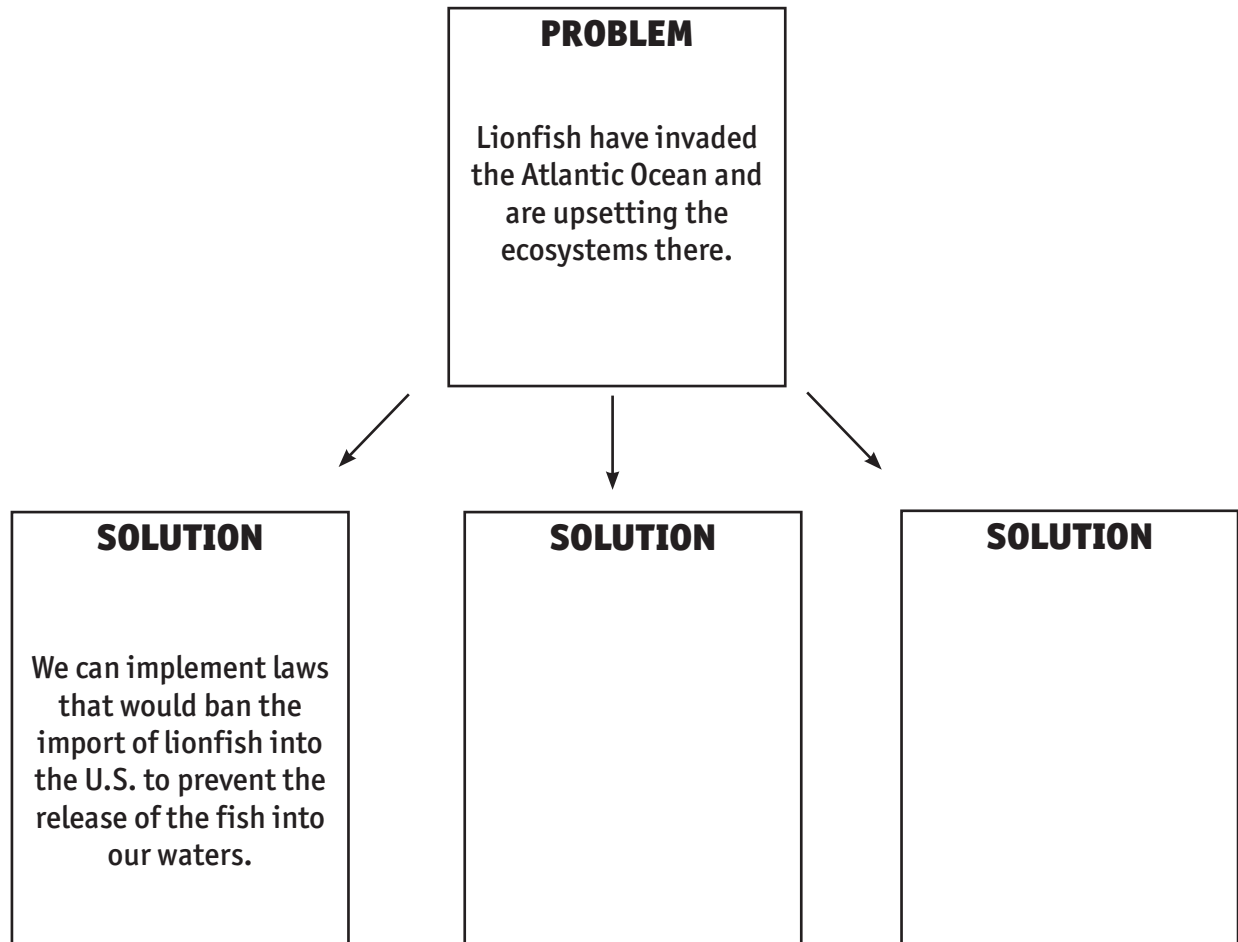 PROBLEM
Lionfish have invaded
the Atlantic Ocean and
are upsetting the
ecosystems there.
SOLUTION
We can implement laws
that would ban the
import of lionfish into
the U.S. to prevent the
release of the fish into
our waters.
SOLUTION
SOLUTION